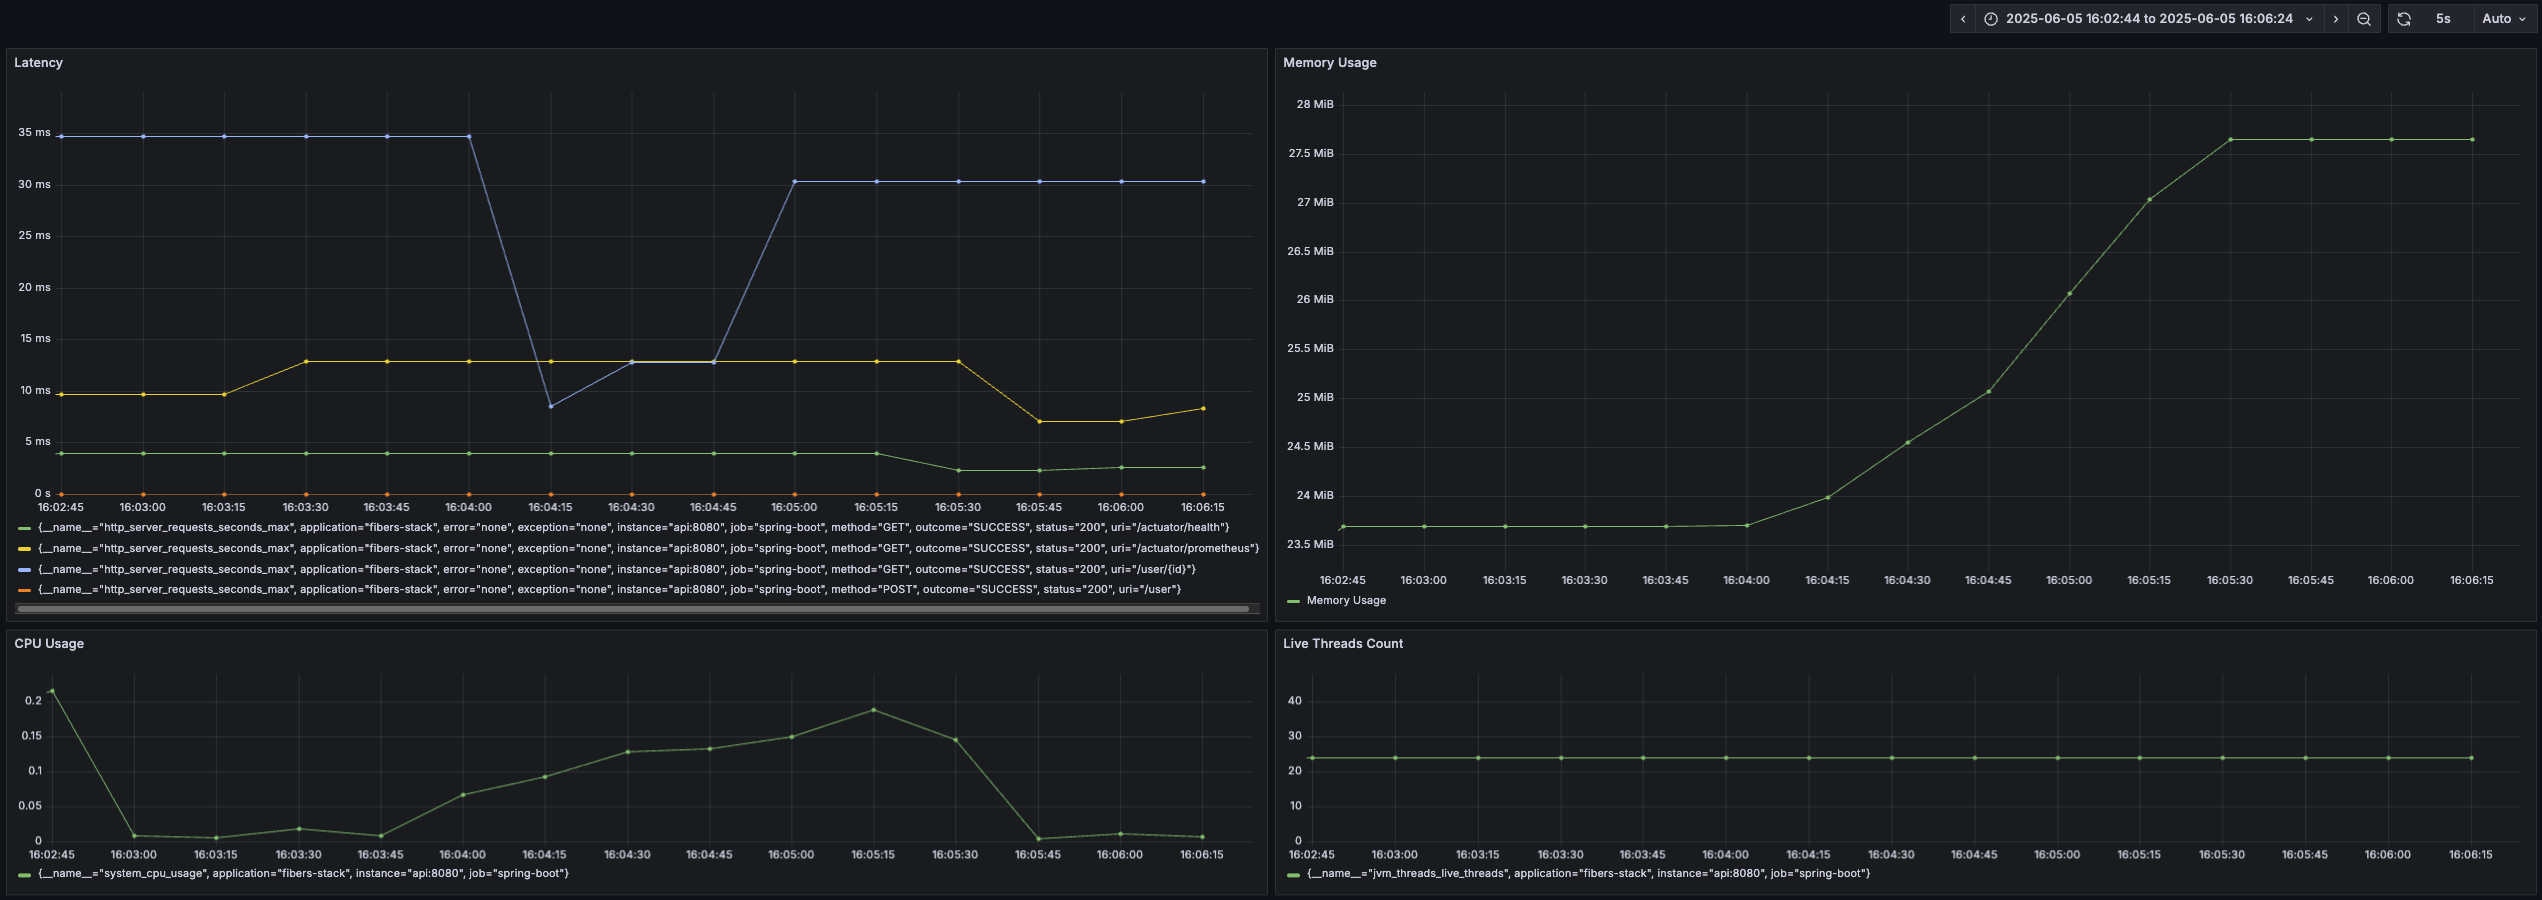 2025-06-05 16:02:44 to 2025-06-05 16:06:24 5s Auto
Latency
35 ms
30 ms
25 ms
20 ms
15 ms
10 ms
5 ms
0 s
16:02:45 16:03:00 16:03:15 16:03:30 16:03:45 16:04:00 16:04:15 16:04:30 16:04:45 16:05:00 16:05:15 16:05:30 16:05:45 16:06:00 16:06:15
{__name__="http_server_requests_seconds_max", application="fibers-stack", error="none", exception="none", instance="api:8080", job="spring-boot", method="GET", outcome="SUCCESS", status="200", uri="/actuator/health"}
{__name__="http_server_requests_seconds_max", application="fibers-stack", error="none", exception="none", instance="api:8080", job="spring-boot", method="GET", outcome="SUCCESS", status="200", uri="/actuator/prometheus"}
{__name__="http_server_requests_seconds_max", application="fibers-stack", error="none", exception="none", instance="api:8080", job="spring-boot", method="GET", outcome="SUCCESS", status="200", uri="/user/{id}"}
{__name__="http_server_requests_seconds_max", application="fibers-stack", error="none", exception="none", instance="api:8080", job="spring-boot", method="POST", outcome="SUCCESS", status="200", uri="/user"}
Memory Usage
28 MiB
27.5 MiB
27 MiB
26.5 MiB
26 MiB
25.5 MiB
25 MiB
24.5 MiB
24 MiB
23.5 MiB
16:02:45 16:03:00 16:03:15 16:03:30 16:03:45 16:04:00 16:04:15 16:04:30 16:04:45 16:05:00 16:05:15 16:05:30 16:05:45 16:06:00 16:06:15
Memory Usage
CPU Usage
0.2
0.15
0.1
0.05
0
16:02:45 16:03:00 16:03:15 16:03:30 16:03:45 16:04:00 16:04:15 16:04:30 16:04:45 16:05:00 16:05:15 16:05:30 16:05:45 16:06:00 16:06:15
{__name__="system_cpu_usage", application="fibers-stack", instance="api:8080", job="spring-boot"}
Live Threads Count
40
30
20
10
0
16:02:45 16:03:00 16:03:15 16:03:30 16:03:45 16:04:00 16:04:15 16:04:30 16:04:45 16:05:00 16:05:15 16:05:30 16:05:45 16:06:00 16:06:15
{__name__="jvm_threads_live_threads", application="fibers-stack", instance="api:8080", job="spring-boot"}